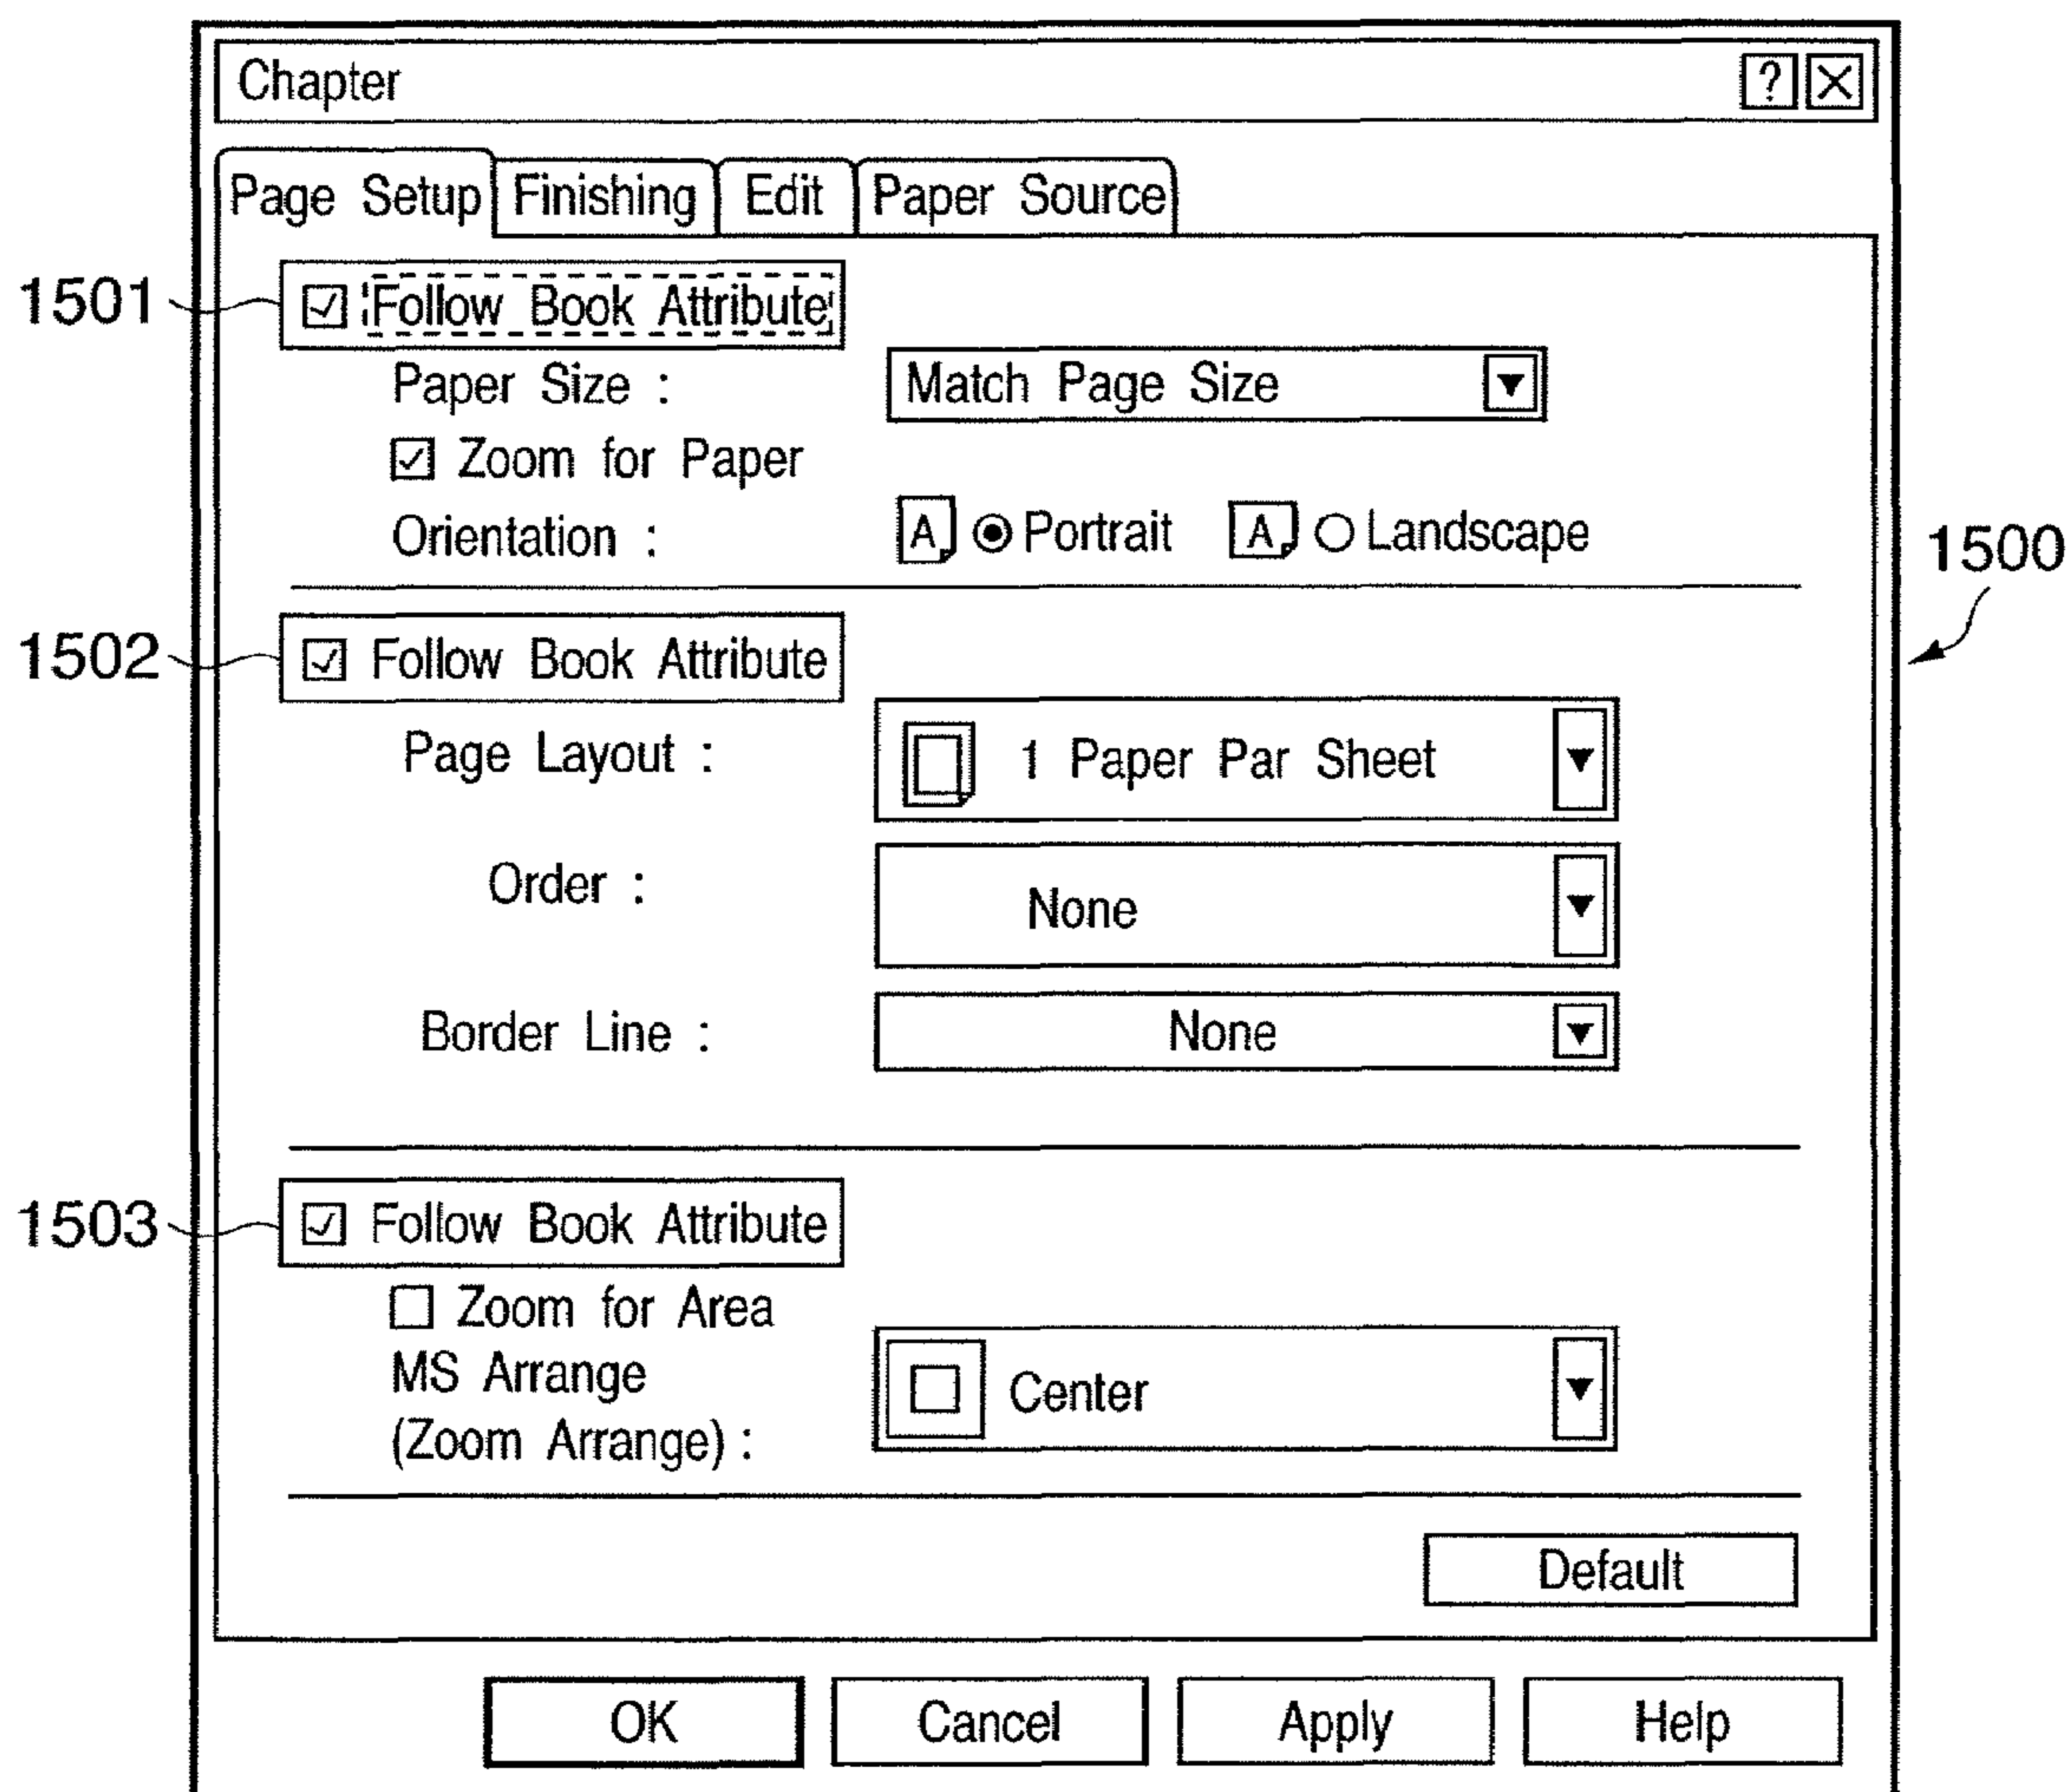 Chapter ?
Page Setup Finishing Edit Paper Source
1501 Follow Book Attribute
Paper Size : Match Page Size
Zoom for Paper
Orientation : A Portrait A Landscape
1500
1502 Follow Book Attribute
Page Layout : 1 Paper Par Sheet
Order : None
Border Line : None
1503 Follow Book Attribute
Zoom for Area
MS Arrange
(Zoom Arrange) : Center
Default
OK Cancel Apply Help